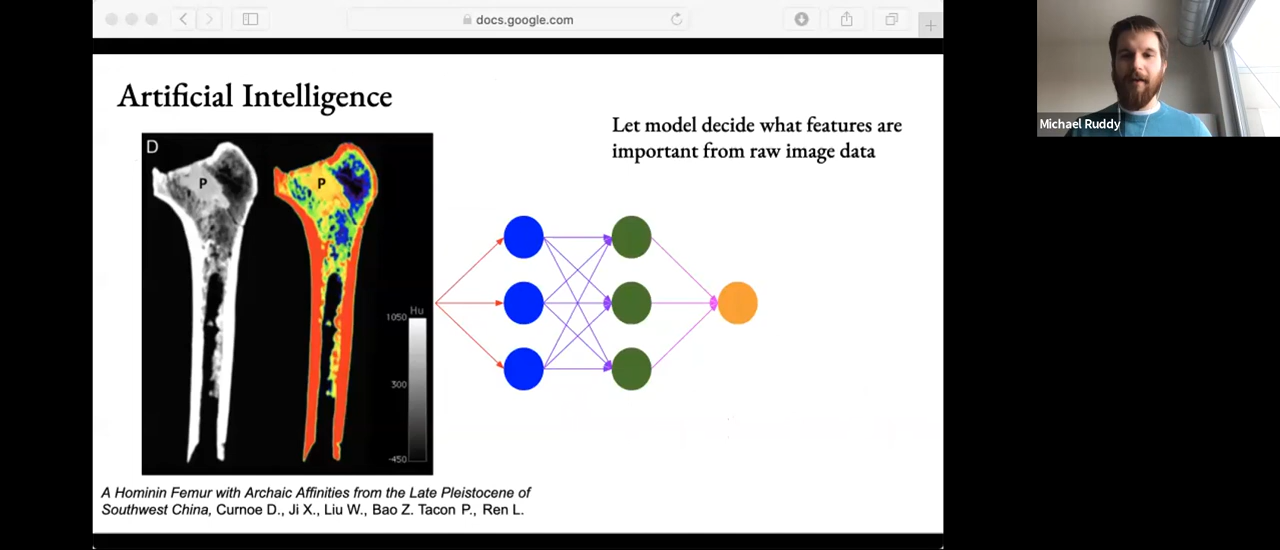 docs.google.com
Artificial Intelligence
Let model decide what features are
important from raw image data
D
P
P
Hu
1050
300
-450
A Hominin Femur with Archaic Affinities from the Late Pleistocene of
Southwest China, Curnoe D., Ji X., Liu W., Bao Z. Tacon P., Ren L.
Michael Ruddy